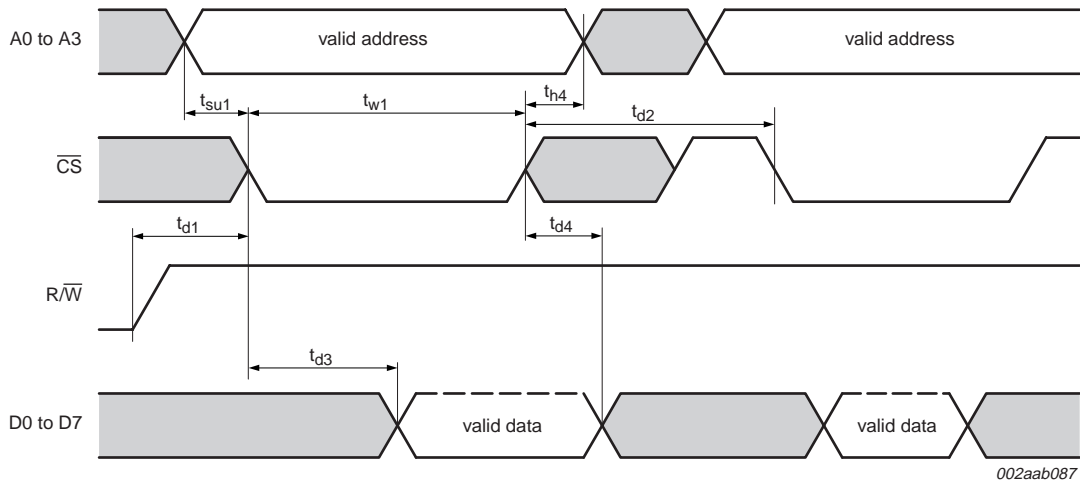 A0 to A3
valid address
valid address
tsu1
tw1
th4
td2
CS
td1
td4
R/W
td3
D0 to D7
valid data
valid data
002aab087